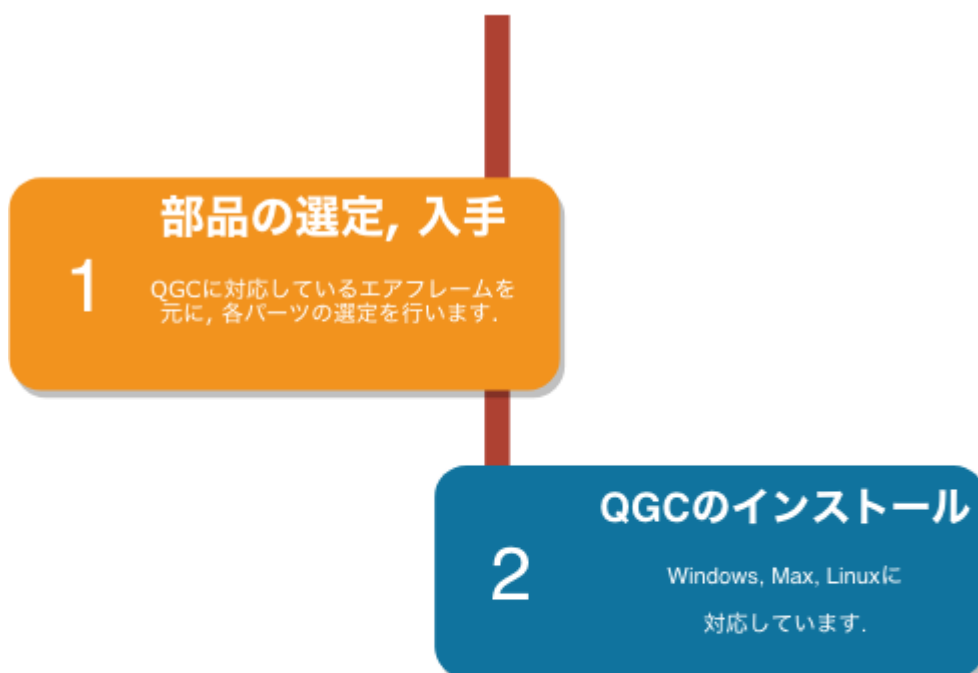 部品の選定, 入手
1
QGCに対応しているエアフレームを
元に, 各パーツの選定を行います.
QGCのインストール
2
Windows, Max, Linuxに
対応しています.